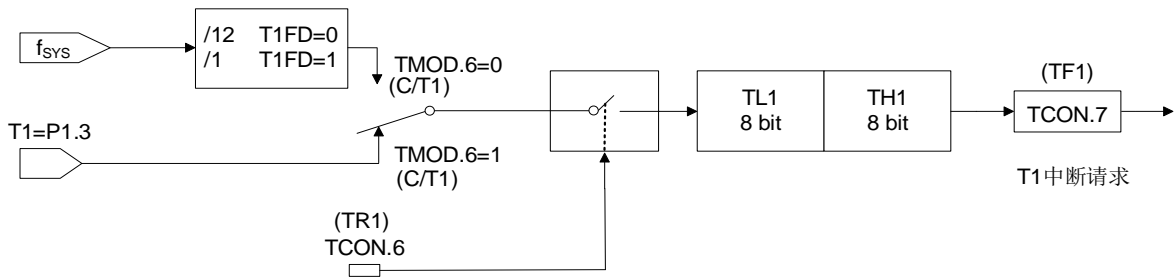 fSYS
/12 T1FD=0
/1 T1FD=1
TMOD.6=0
(C/T1)
T1=P1.3
TMOD.6=1
(C/T1)
(TR1)
TCON.6
TL1
8 bit
TH1
8 bit
(TF1)
TCON.7
T1中断请求